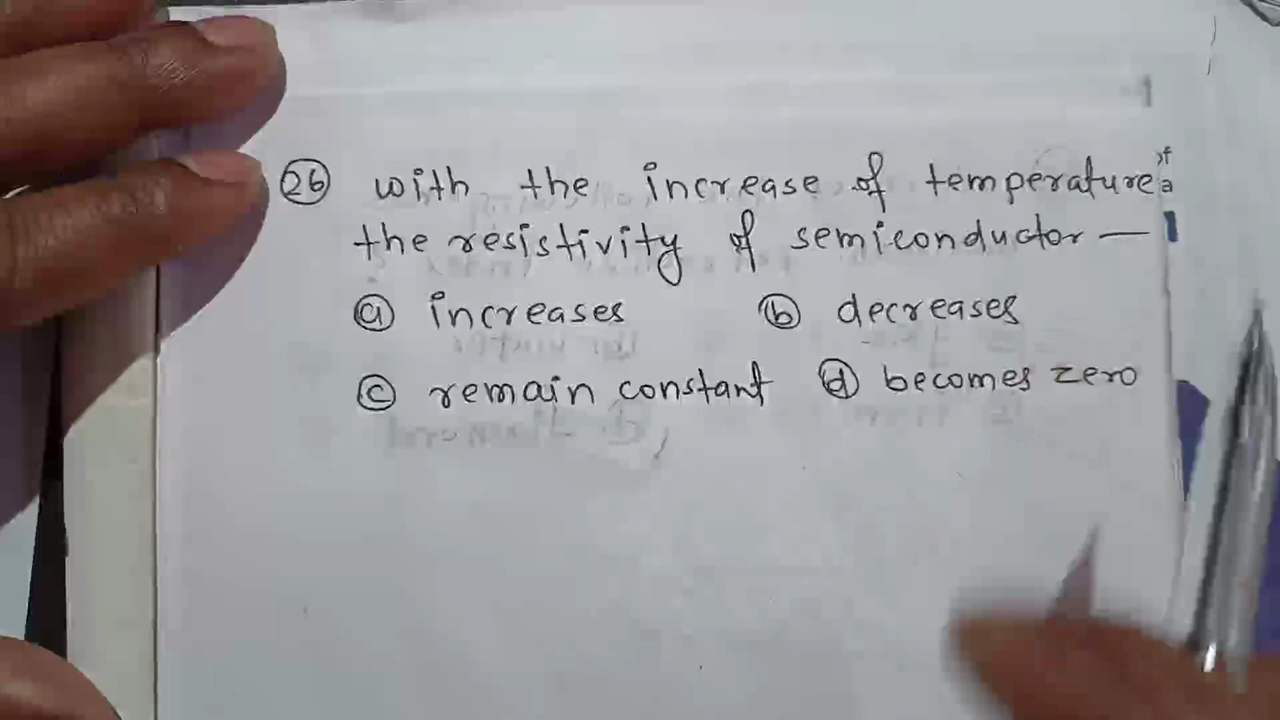 26 with the increase of temperature
the resistivity of semiconductor —
a increases b decreases
c remain constant d becomes zero